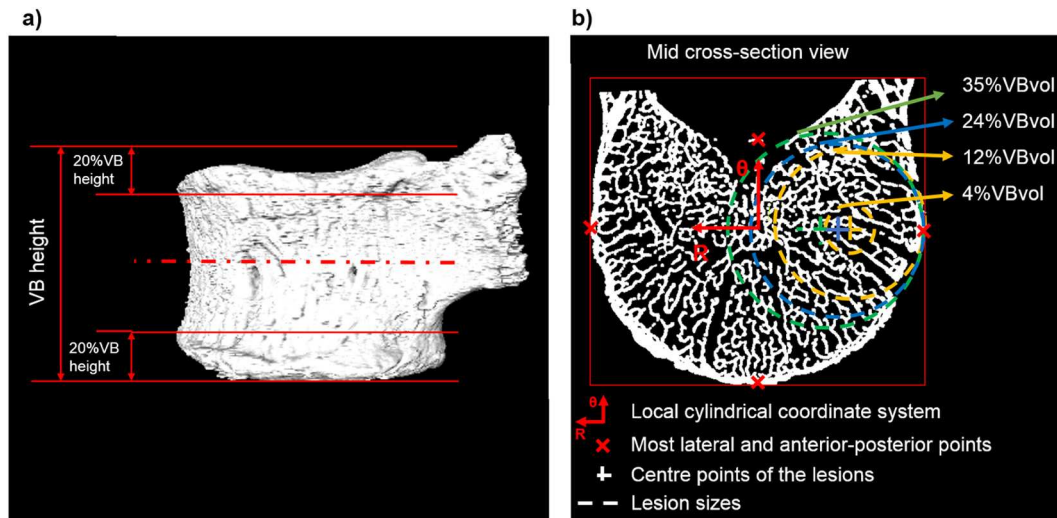 a)
VB height
20%VB
height
20%VB
height
b)
Mid cross-section view
35%VBvol
24%VBvol
12%VBvol
4%VBvol
θ
R
θ
R
Local cylindrical coordinate system
Most lateral and anterior-posterior points
Centre points of the lesions
Lesion sizes